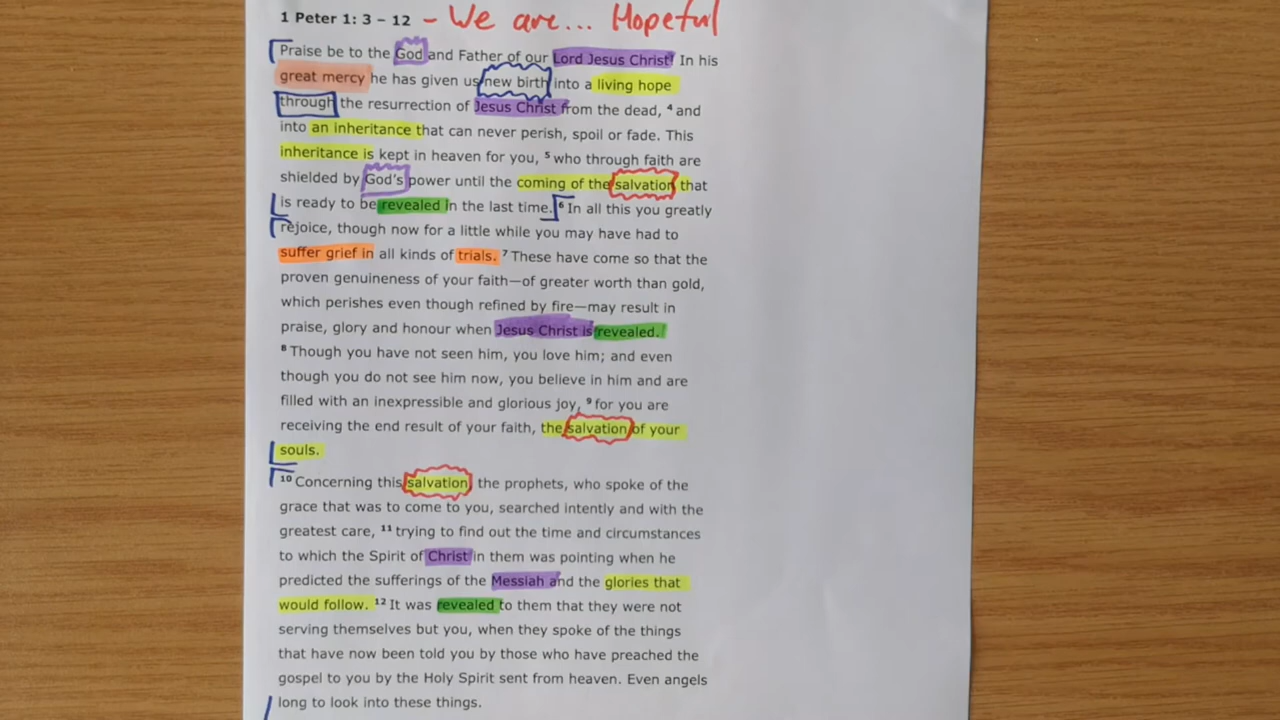 1 Peter 1: 3 – 12 – We are... Hopeful
Praise be to the God and Father of our Lord Jesus Christ! In his
great mercy he has given us new birth into a living hope
through the resurrection of Jesus Christ from the dead, ⁴ and
into an inheritance that can never perish, spoil or fade. This
inheritance is kept in heaven for you, ⁵ who through faith are
shielded by God's power until the coming of the salvation that
is ready to be revealed in the last time. ⁶ In all this you greatly
rejoice, though now for a little while you may have had to
suffer grief in all kinds of trials. ⁷ These have come so that the
proven genuineness of your faith—of greater worth than gold,
which perishes even though refined by fire—may result in
praise, glory and honour when Jesus Christ is revealed.
⁸ Though you have not seen him, you love him; and even
though you do not see him now, you believe in him and are
filled with an inexpressible and glorious joy, ⁹ for you are
receiving the end result of your faith, the salvation of your
souls.
¹⁰ Concerning this salvation the prophets, who spoke of the
grace that was to come to you, searched intently and with the
greatest care, ¹¹ trying to find out the time and circumstances
to which the Spirit of Christ in them was pointing when he
predicted the sufferings of the Messiah and the glories that
would follow. ¹² It was revealed to them that they were not
serving themselves but you, when they spoke of the things
that have now been told you by those who have preached the
gospel to you by the Holy Spirit sent from heaven. Even angels
long to look into these things.